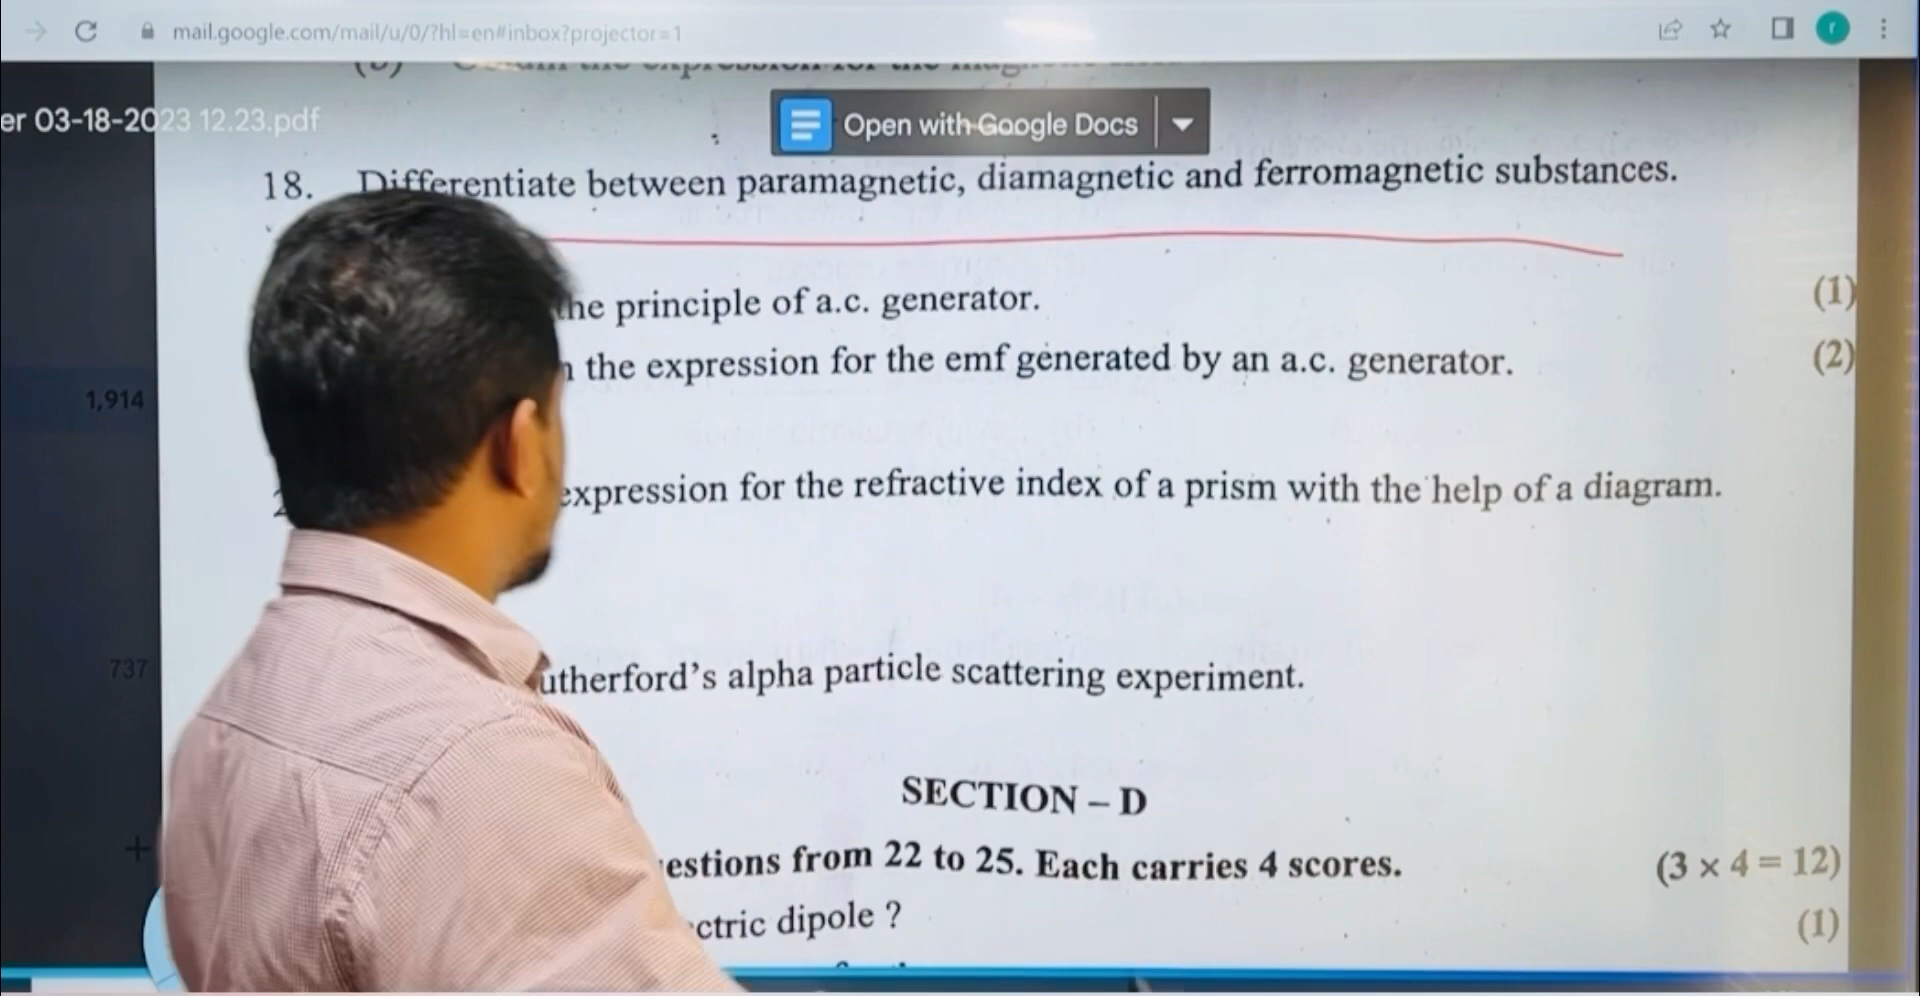 mail.google.com/mail/u/0/?hl=en#inbox?projector=1
r
er 03-18-2023 12.23.pdf
Open with Google Docs
18. Differentiate between paramagnetic, diamagnetic and ferromagnetic substances.
the principle of a.c. generator. (1)
the expression for the emf generated by an a.c. generator. (2)
1,914
expression for the refractive index of a prism with the help of a diagram.
737
utherford's alpha particle scattering experiment.
SECTION – D
estions from 22 to 25. Each carries 4 scores. (3 × 4 = 12)
ctric dipole ? (1)